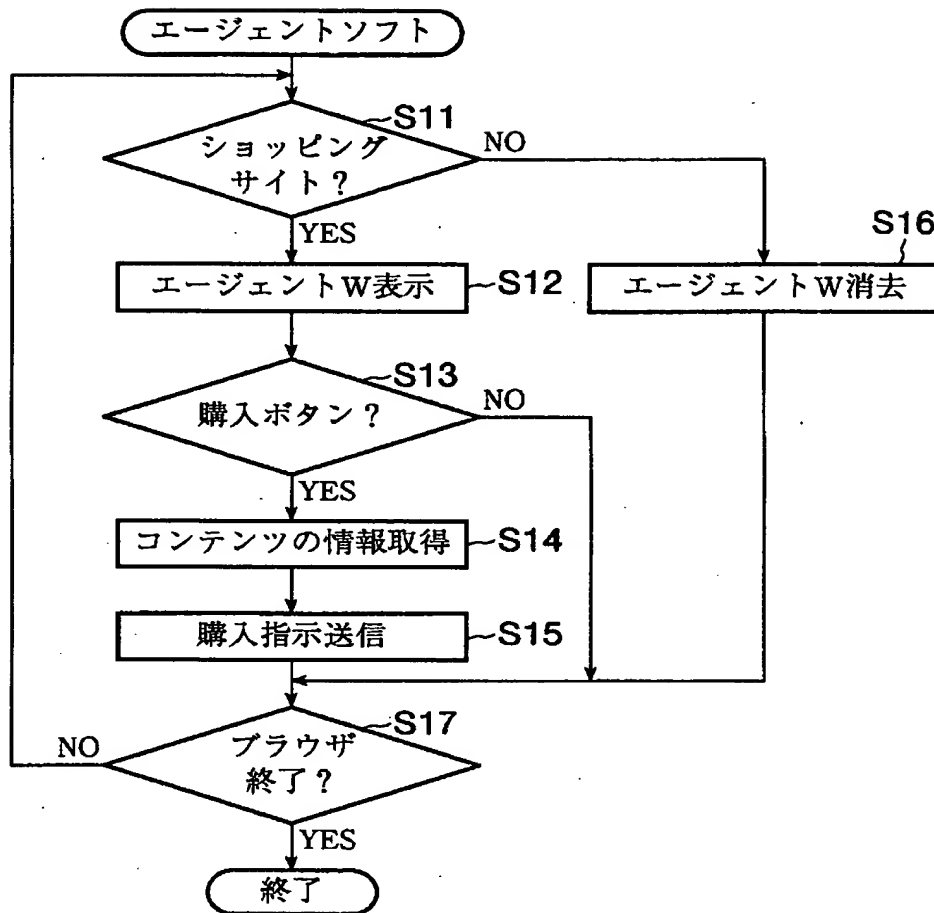 エージェントソフト
S11
ショッピング
サイト?
NO
YES
S16
エージェントW表示
S12
エージェントW消去
S13
購入ボタン?
NO
YES
コンテンツの情報取得
S14
購入指示送信
S15
S17
ブラウザ
終了?
NO
YES
終了